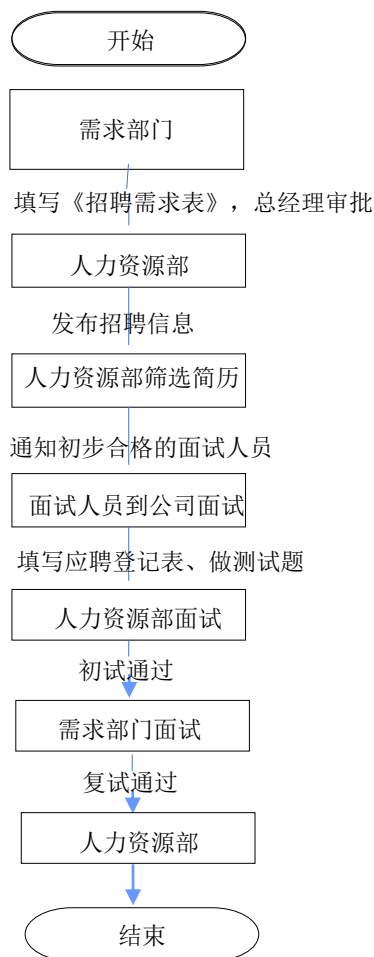 开始
需求部门
填写《招聘需求表》，总经理审批
人力资源部
发布招聘信息
人力资源部筛选简历
通知初步合格的面试人员
面试人员到公司面试
填写应聘登记表、做测试题
人力资源部面试
初试通过
需求部门面试
复试通过
人力资源部
结束